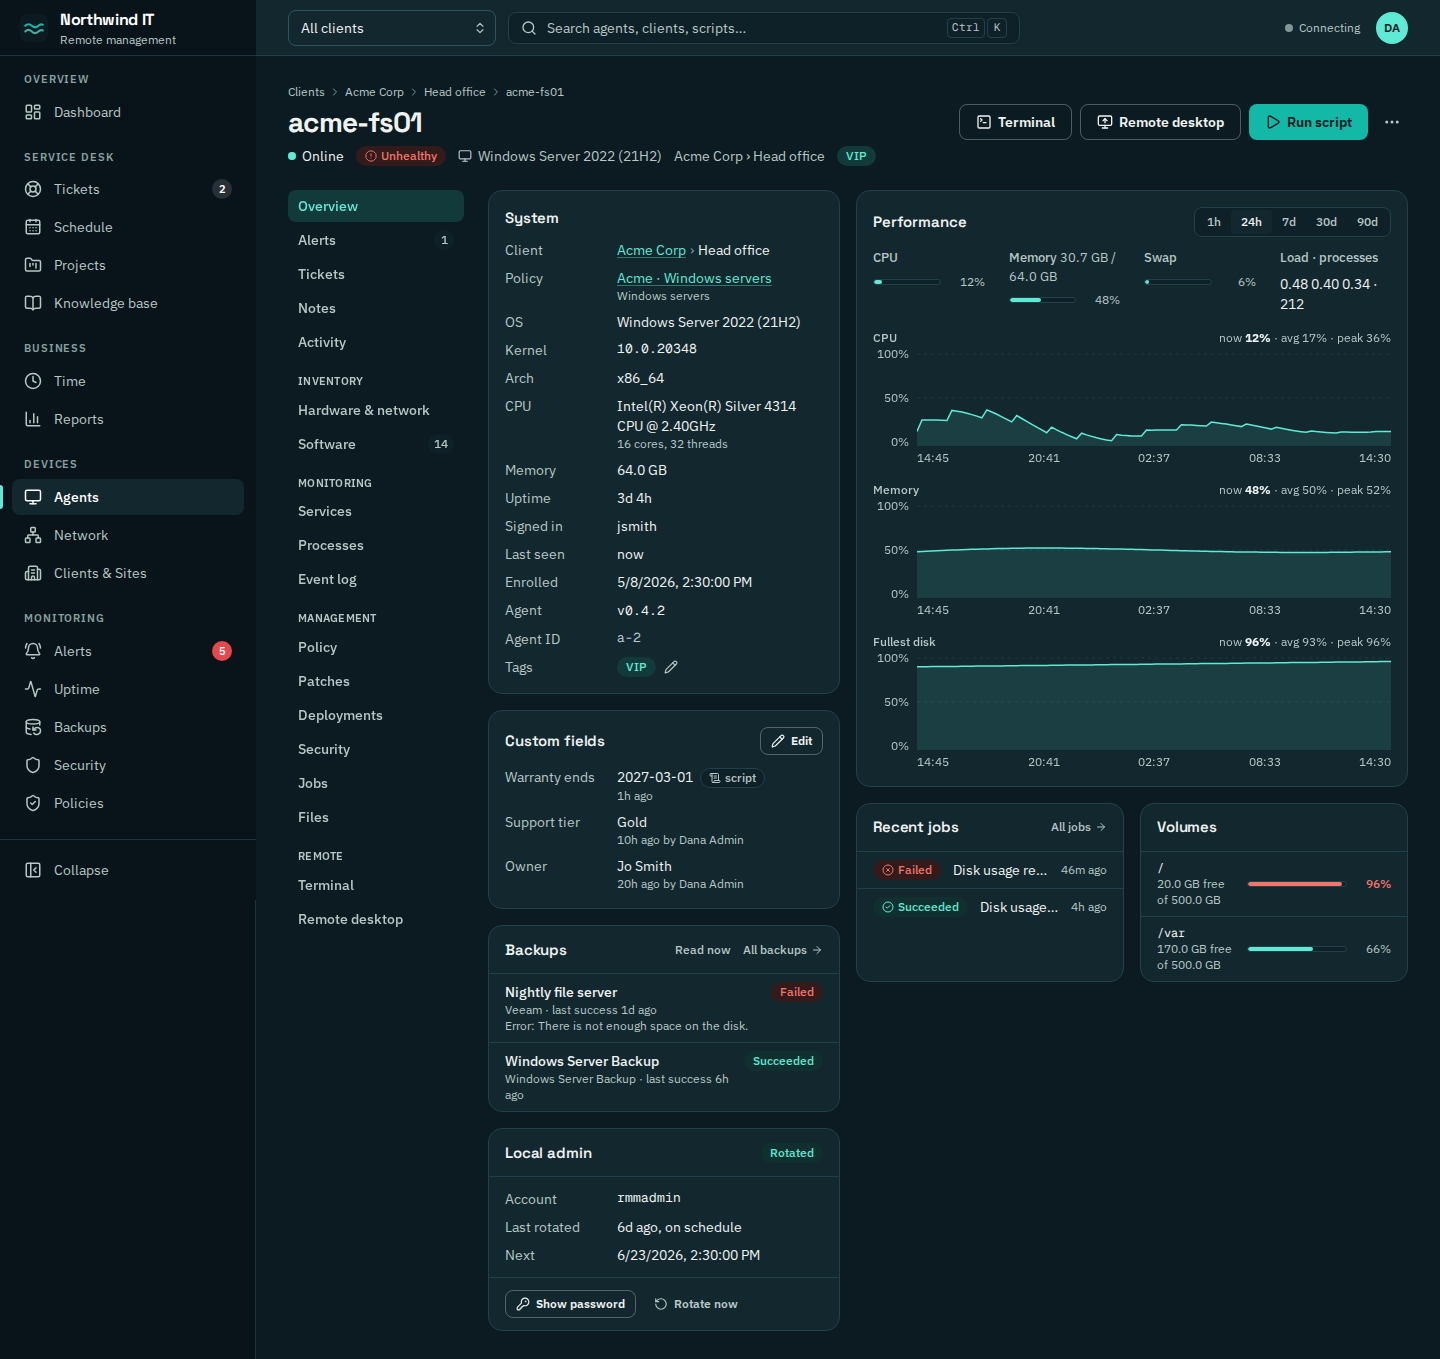 Northwind IT
Remote management
All clients
Search agents, clients, scripts...
Ctrl K
Connecting
DA
OVERVIEW
Dashboard
SERVICE DESK
Tickets 2
Schedule
Projects
Knowledge base
BUSINESS
Time
Reports
DEVICES
Agents
Network
Clients & Sites
MONITORING
Alerts 5
Uptime
Backups
Security
Policies
Collapse
Clients > Acme Corp > Head office > acme-fs01
acme-fs01
Terminal
Remote desktop
Run script
Online
Unhealthy
Windows Server 2022 (21H2)
Acme Corp › Head office
VIP
Overview
Alerts 1
Tickets
Notes
Activity
INVENTORY
Hardware & network
Software 14
MONITORING
Services
Processes
Event log
MANAGEMENT
Policy
Patches
Deployments
Security
Jobs
Files
REMOTE
Terminal
Remote desktop
System
Client Acme Corp › Head office
Policy Acme · Windows servers
Windows servers
OS Windows Server 2022 (21H2)
Kernel 10.0.20348
Arch x86_64
CPU Intel(R) Xeon(R) Silver 4314
CPU @ 2.40GHz
16 cores, 32 threads
Memory 64.0 GB
Uptime 3d 4h
Signed in jsmith
Last seen now
Enrolled 5/8/2026, 2:30:00 PM
Agent v0.4.2
Agent ID a-2
Tags VIP
Custom fields
Edit
Warranty ends 2027-03-01 script
1h ago
Support tier Gold
10h ago by Dana Admin
Owner Jo Smith
20h ago by Dana Admin
Backups
Read now
All backups →
Nightly file server Failed
Veeam · last success 1d ago
Error: There is not enough space on the disk.
Windows Server Backup Succeeded
Windows Server Backup · last success 6h
ago
Local admin Rotated
Account rmmadmin
Last rotated 6d ago, on schedule
Next 6/23/2026, 2:30:00 PM
Show password
Rotate now
Performance
1h 24h 7d 30d 90d
CPU
12%
Memory 30.7 GB /
64.0 GB
48%
Swap
6%
Load · processes
0.48 0.40 0.34 ·
212
CPU now 12% · avg 17% · peak 36%
100%
50%
0%
14:45 20:41 02:37 08:33 14:30
Memory now 48% · avg 50% · peak 52%
100%
50%
0%
14:45 20:41 02:37 08:33 14:30
Fullest disk now 96% · avg 93% · peak 96%
100%
50%
0%
14:45 20:41 02:37 08:33 14:30
Recent jobs
All jobs →
Failed Disk usage re... 46m ago
Succeeded Disk usage... 4h ago
Volumes
/
20.0 GB free
of 500.0 GB
96%
/var
170.0 GB free
of 500.0 GB
66%